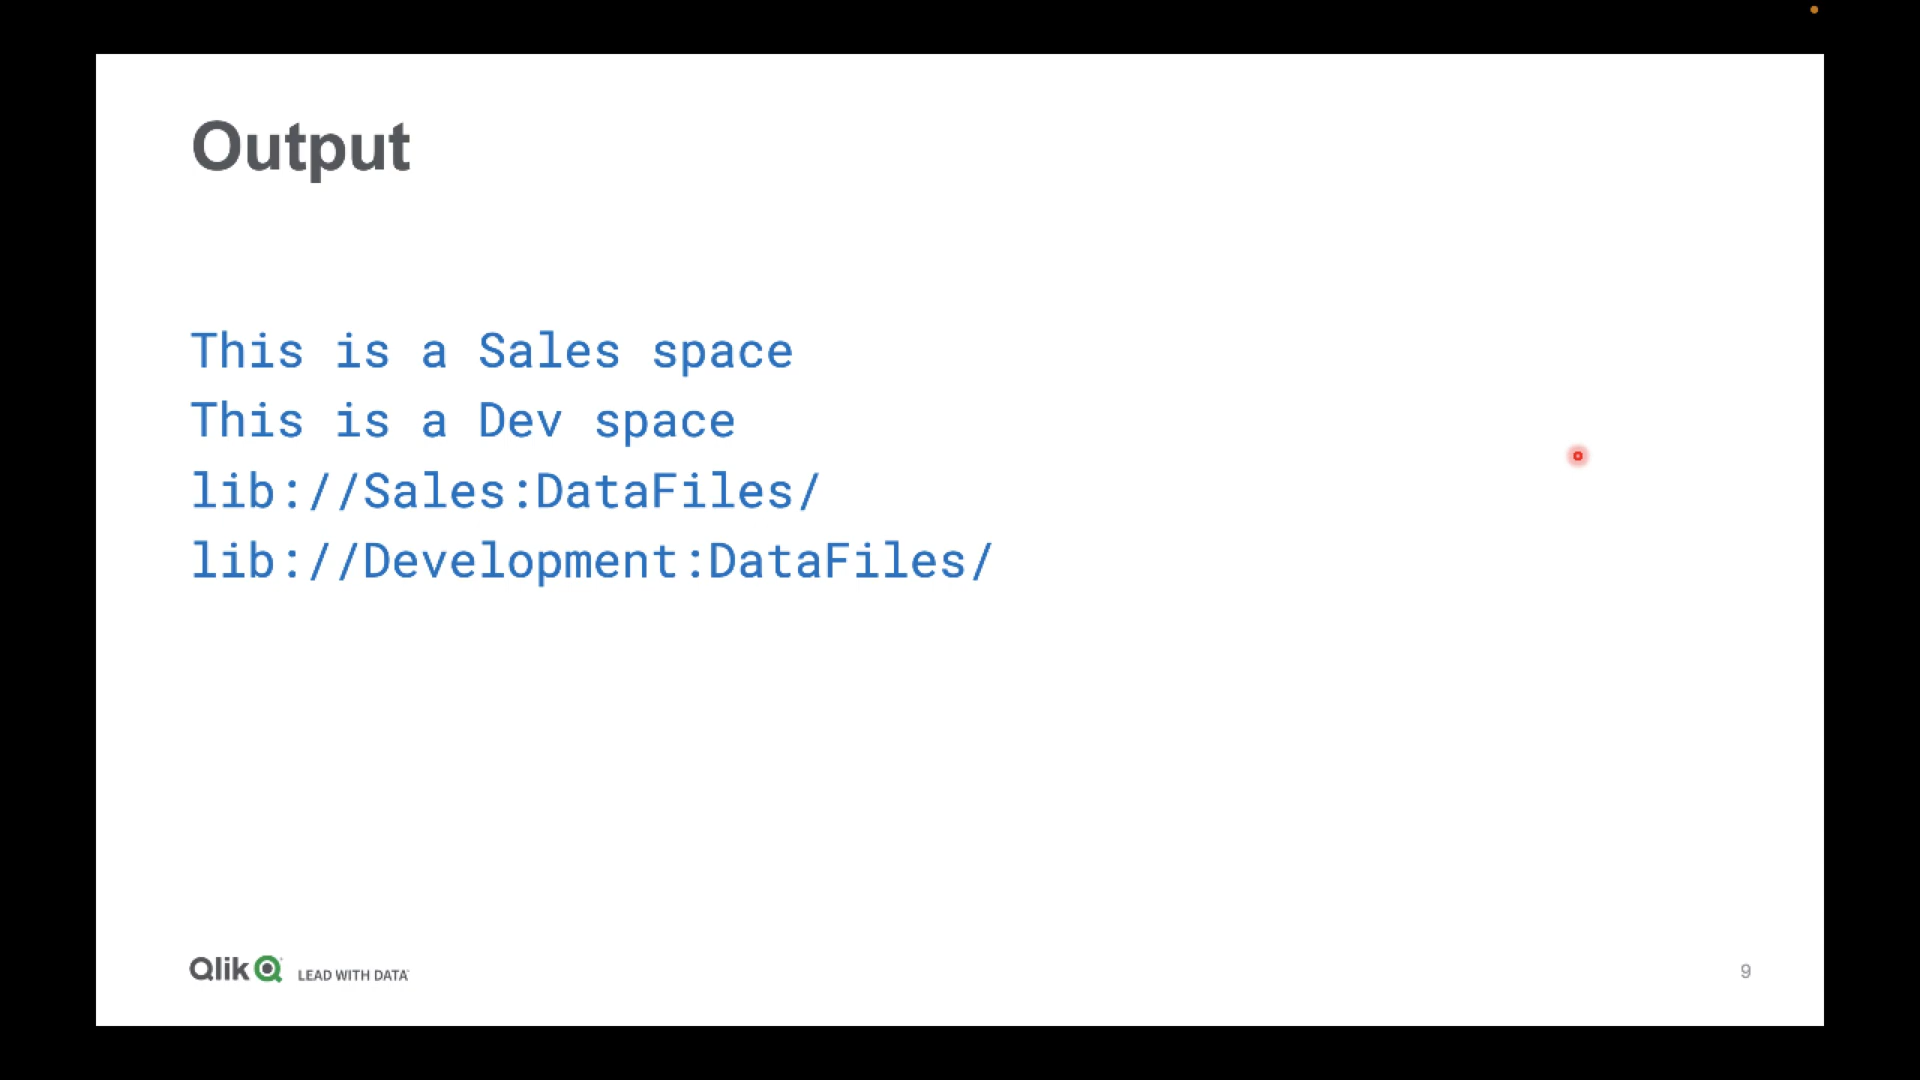 Output
This is a Sales space
This is a Dev space
lib://Sales:DataFiles/
lib://Development:DataFiles/
Qlik LEAD WITH DATA
9